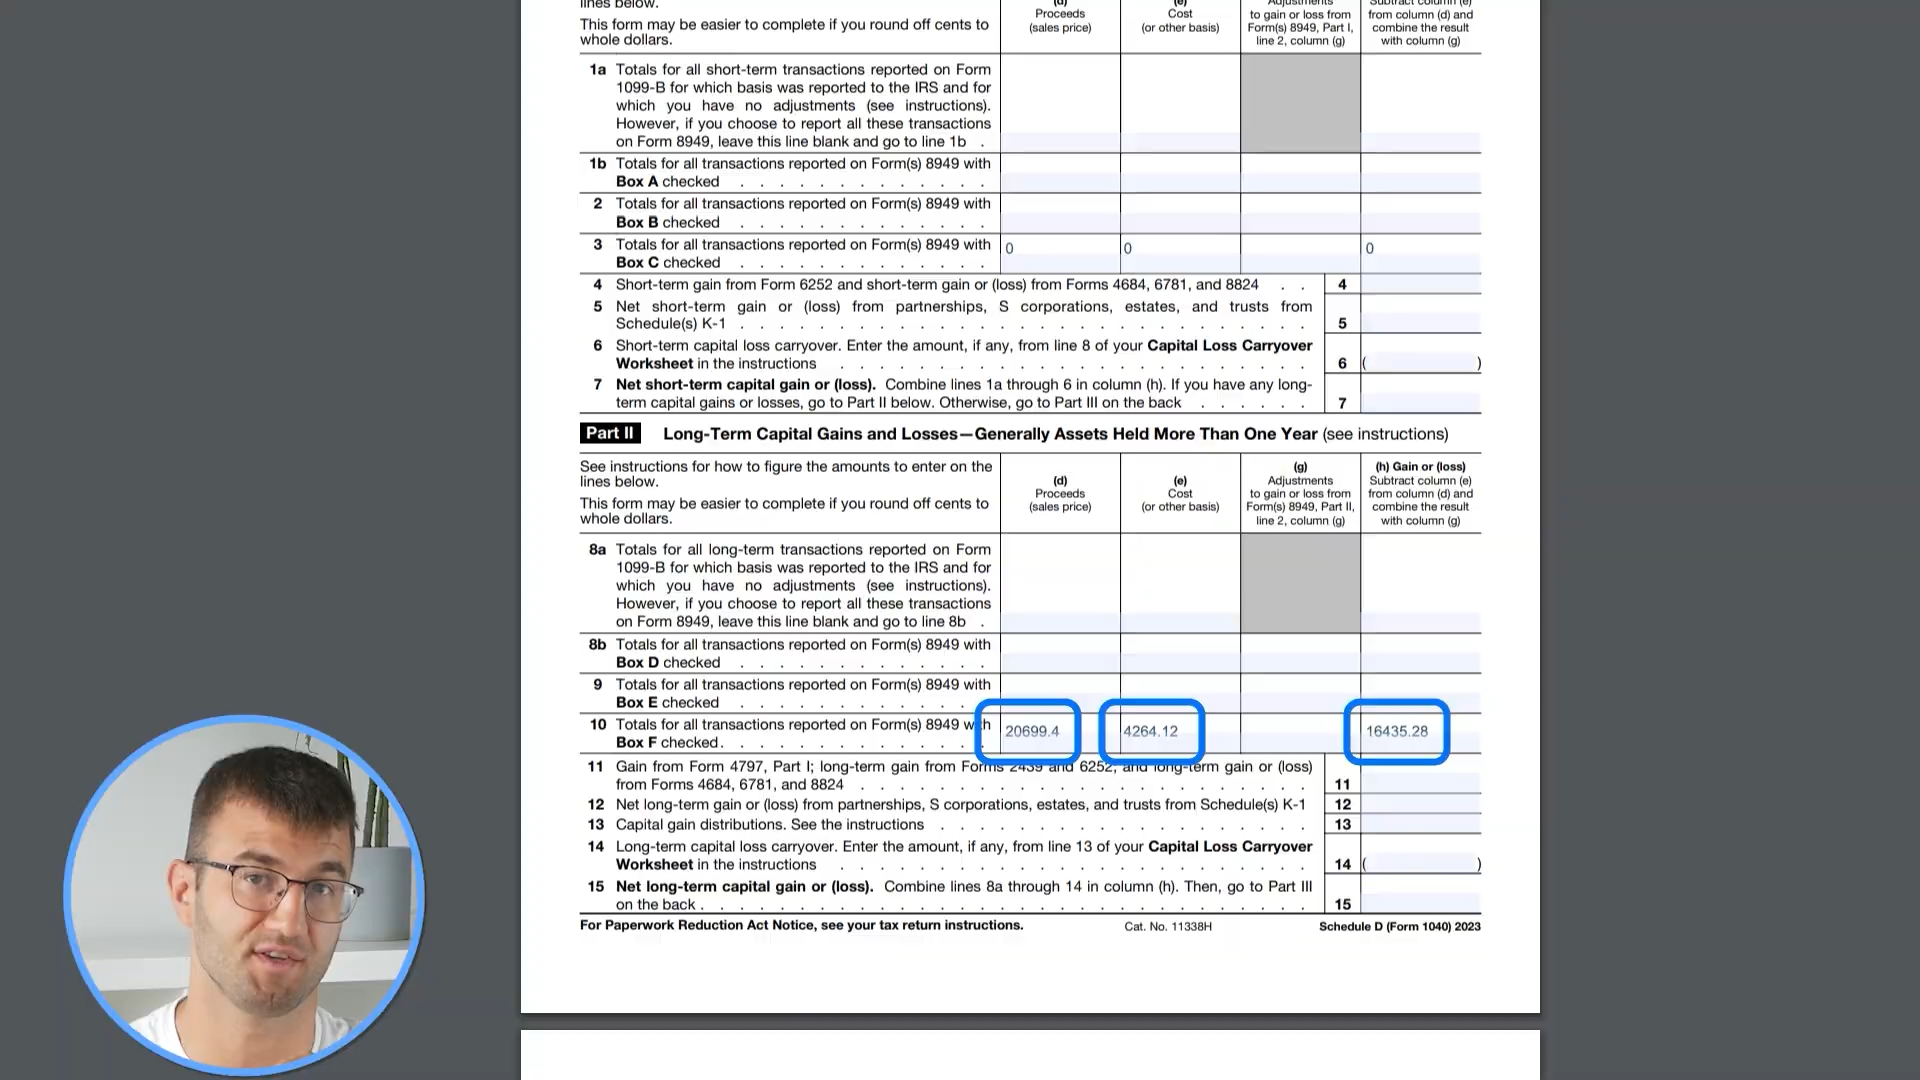 lines below.
This form may be easier to complete if you round off cents to
whole dollars.
(d)
Proceeds
(sales price)
(e)
Cost
(or other basis)
Adjustments
to gain or loss from
Form(s) 8949, Part I,
line 2, column (g)
Subtract column (e)
from column (d) and
combine the result
with column (g)
1a Totals for all short-term transactions reported on Form
1099-B for which basis was reported to the IRS and for
which you have no adjustments (see instructions).
However, if you choose to report all these transactions
on Form 8949, leave this line blank and go to line 1b .
1b Totals for all transactions reported on Form(s) 8949 with
Box A checked . . . . . . . . . . . . .
2 Totals for all transactions reported on Form(s) 8949 with
Box B checked . . . . . . . . . . . . .
3 Totals for all transactions reported on Form(s) 8949 with 0 0 0
Box C checked . . . . . . . . . . . . .
4 Short-term gain from Form 6252 and short-term gain or (loss) from Forms 4684, 6781, and 8824 . . 4
5 Net short-term gain or (loss) from partnerships, S corporations, estates, and trusts from
Schedule(s) K-1 . . . . . . . . . . . . . . . . . . . . . . . . . . . . . 5
6 Short-term capital loss carryover. Enter the amount, if any, from line 8 of your Capital Loss Carryover
Worksheet in the instructions . . . . . . . . . . . . . . . . . . . . . . . . 6 ( )
7 Net short-term capital gain or (loss). Combine lines 1a through 6 in column (h). If you have any long-
term capital gains or losses, go to Part II below. Otherwise, go to Part III on the back . . . . . . 7
Part II Long-Term Capital Gains and Losses—Generally Assets Held More Than One Year (see instructions)
See instructions for how to figure the amounts to enter on the
lines below.
This form may be easier to complete if you round off cents to
whole dollars.
(d)
Proceeds
(sales price)
(e)
Cost
(or other basis)
(g)
Adjustments
to gain or loss from
Form(s) 8949, Part II,
line 2, column (g)
(h) Gain or (loss)
Subtract column (e)
from column (d) and
combine the result
with column (g)
8a Totals for all long-term transactions reported on Form
1099-B for which basis was reported to the IRS and for
which you have no adjustments (see instructions).
However, if you choose to report all these transactions
on Form 8949, leave this line blank and go to line 8b .
8b Totals for all transactions reported on Form(s) 8949 with
Box D checked . . . . . . . . . . . . .
9 Totals for all transactions reported on Form(s) 8949 with
Box E checked . . . . . . . . . . . .
10 Totals for all transactions reported on Form(s) 8949 with 20699.4 4264.12 16435.28
Box F checked . . . . . . . . . . . . . .
11 Gain from Form 4797, Part I; long-term gain from Forms 2439 and 6252; and long-term gain or (loss)
from Forms 4684, 6781, and 8824 . . . . . . . . . . . . . . . . . . . . . . . 11
12 Net long-term gain or (loss) from partnerships, S corporations, estates, and trusts from Schedule(s) K-1 12
13 Capital gain distributions. See the instructions . . . . . . . . . . . . . . . . . . . 13
14 Long-term capital loss carryover. Enter the amount, if any, from line 13 of your Capital Loss Carryover
Worksheet in the instructions . . . . . . . . . . . . . . . . . . . . . . . . 14 ( )
15 Net long-term capital gain or (loss). Combine lines 8a through 14 in column (h). Then, go to Part III
on the back . . . . . . . . . . . . . . . . . . . . . . . . . . . . . . . 15
For Paperwork Reduction Act Notice, see your tax return instructions. Cat. No. 11338H Schedule D (Form 1040) 2023